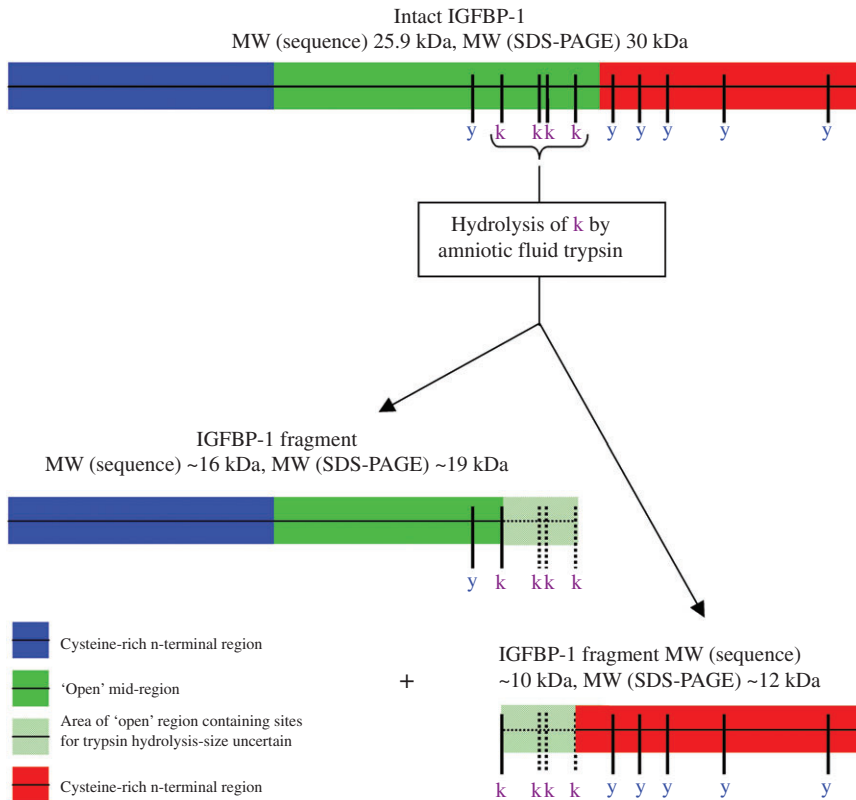 Intact IGFBP-1
MW (sequence) 25.9 kDa, MW (SDS-PAGE) 30 kDa
y k k k k y y y y y
Hydrolysis of k by
amniotic fluid trypsin
IGFBP-1 fragment
MW (sequence) ~16 kDa, MW (SDS-PAGE) ~19 kDa
y k k k k
Cysteine-rich n-terminal region
'Open' mid-region
Area of 'open' region containing sites
for trypsin hydrolysis-size uncertain
Cysteine-rich n-terminal region
+
IGFBP-1 fragment MW (sequence)
~10 kDa, MW (SDS-PAGE) ~12 kDa
k k k k y y y y y